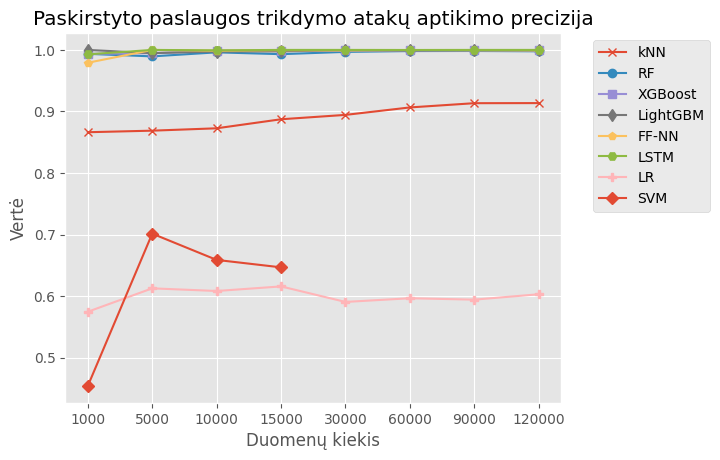 Paskirstyto paslaugos trikdymo atakų aptikimo precizija
1.0
0.9
0.8
0.7
0.6
0.5
Vertė
1000
5000
10000
15000
30000
60000
90000
120000
Duomenų kiekis
kNN
RF
XGBoost
LightGBM
FF-NN
LSTM
LR
SVM